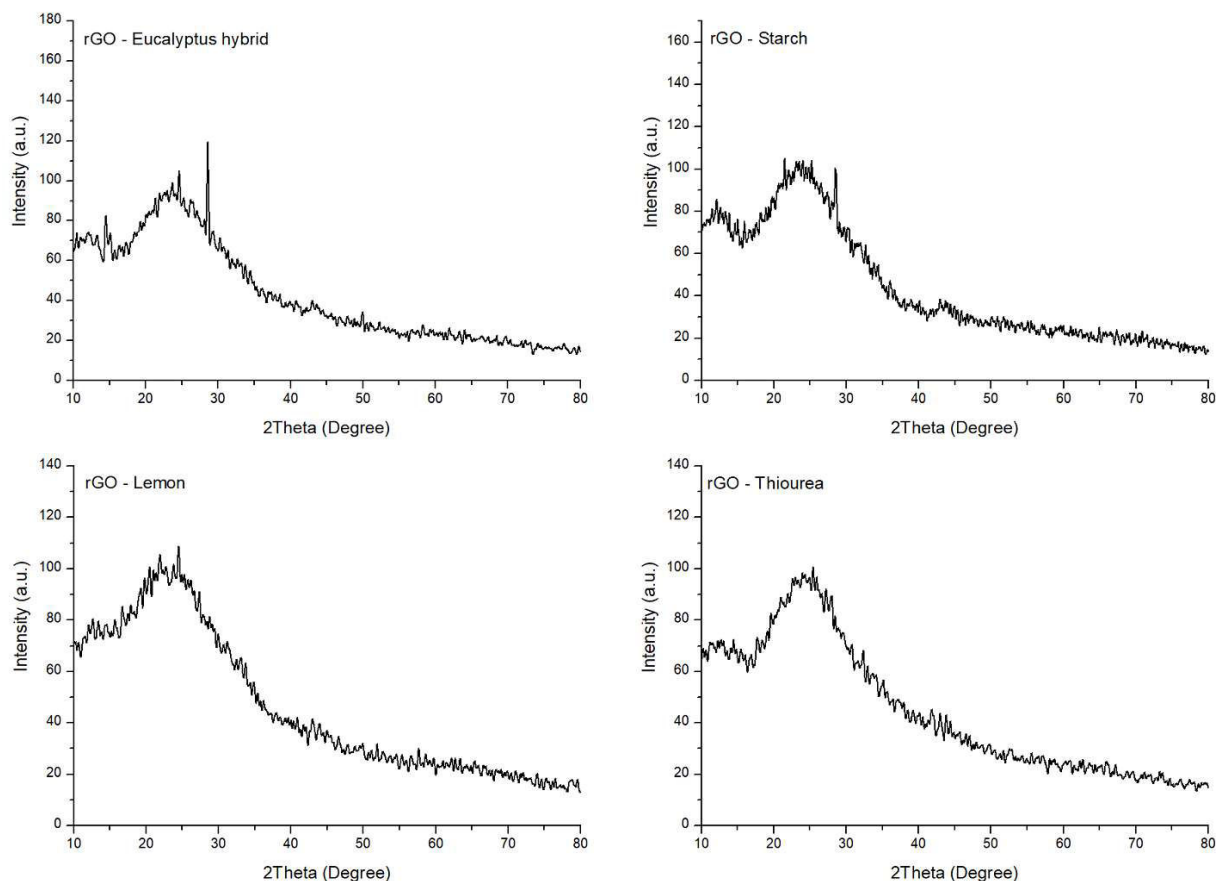 rGO - Eucalyptus hybrid
Intensity (a.u.)
180
160
140
120
100
80
60
40
20
0
10 20 30 40 50 60 70 80
2Theta (Degree)
rGO - Starch
Intensity (a.u.)
160
140
120
100
80
60
40
20
0
10 20 30 40 50 60 70 80
2Theta (Degree)
rGO - Lemon
Intensity (a.u.)
140
120
100
80
60
40
20
0
10 20 30 40 50 60 70 80
2Theta (Degree)
rGO - Thiourea
Intensity (a.u.)
140
120
100
80
60
40
20
0
10 20 30 40 50 60 70 80
2Theta (Degree)